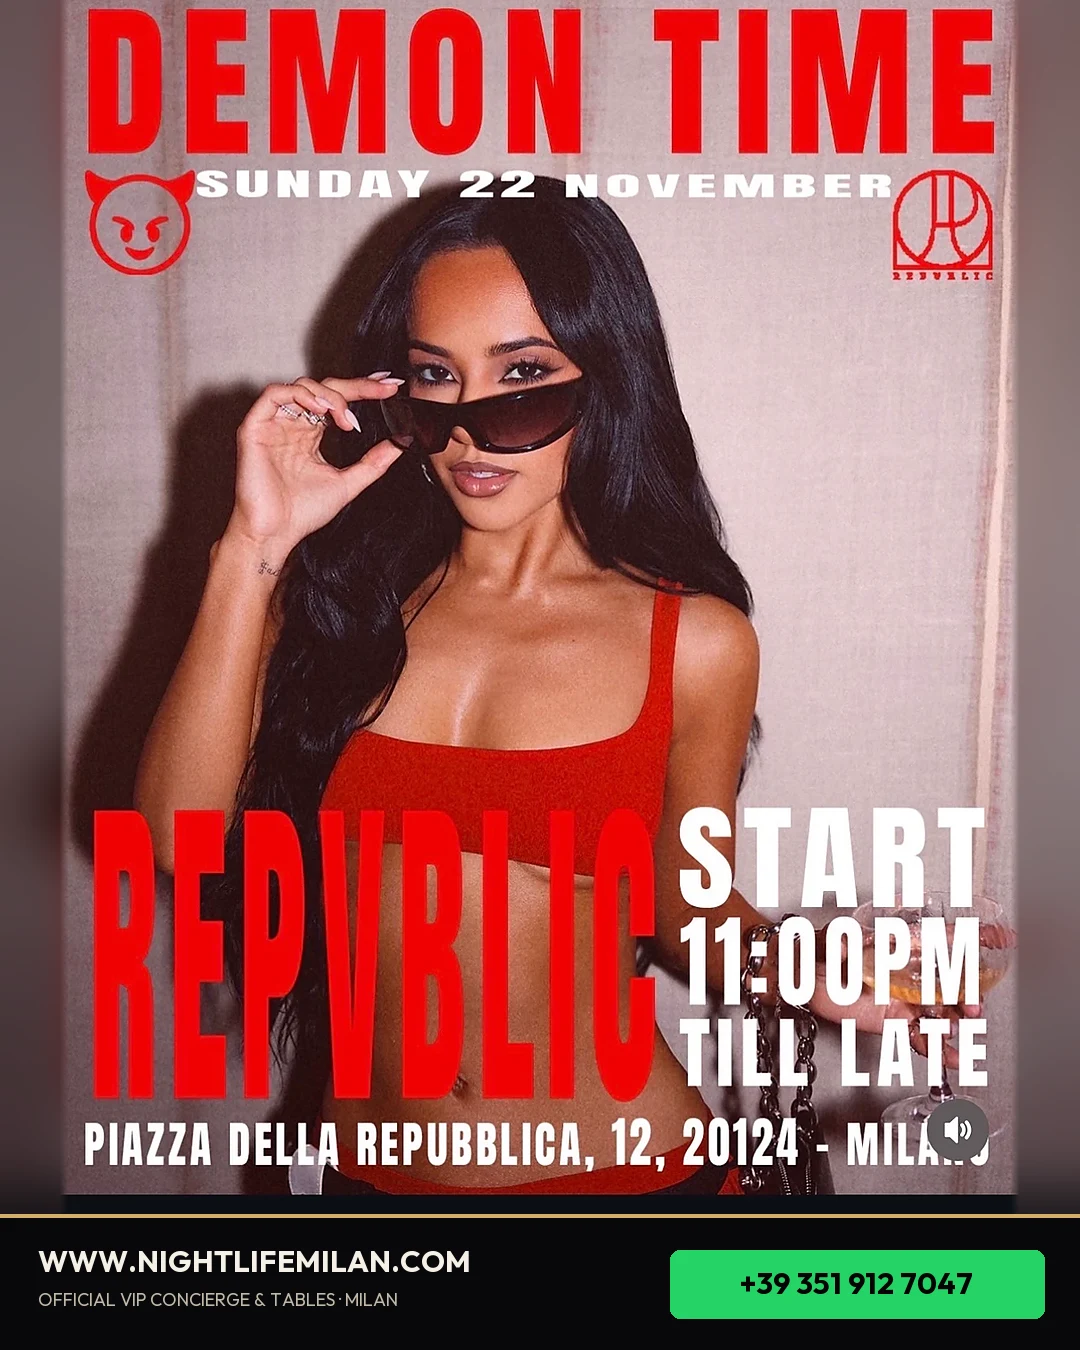 DEMON TIME
SUNDAY 22 NOVEMBER
REPVBLIC
REPVBLIC
START
11:00PM
TILL LATE
PIAZZA DELLA REPUBBLICA, 12, 20124 - MILANO
WWW.NIGHTLIFEMILAN.COM
OFFICIAL VIP CONCIERGE & TABLES · MILAN
+39 351 912 7047